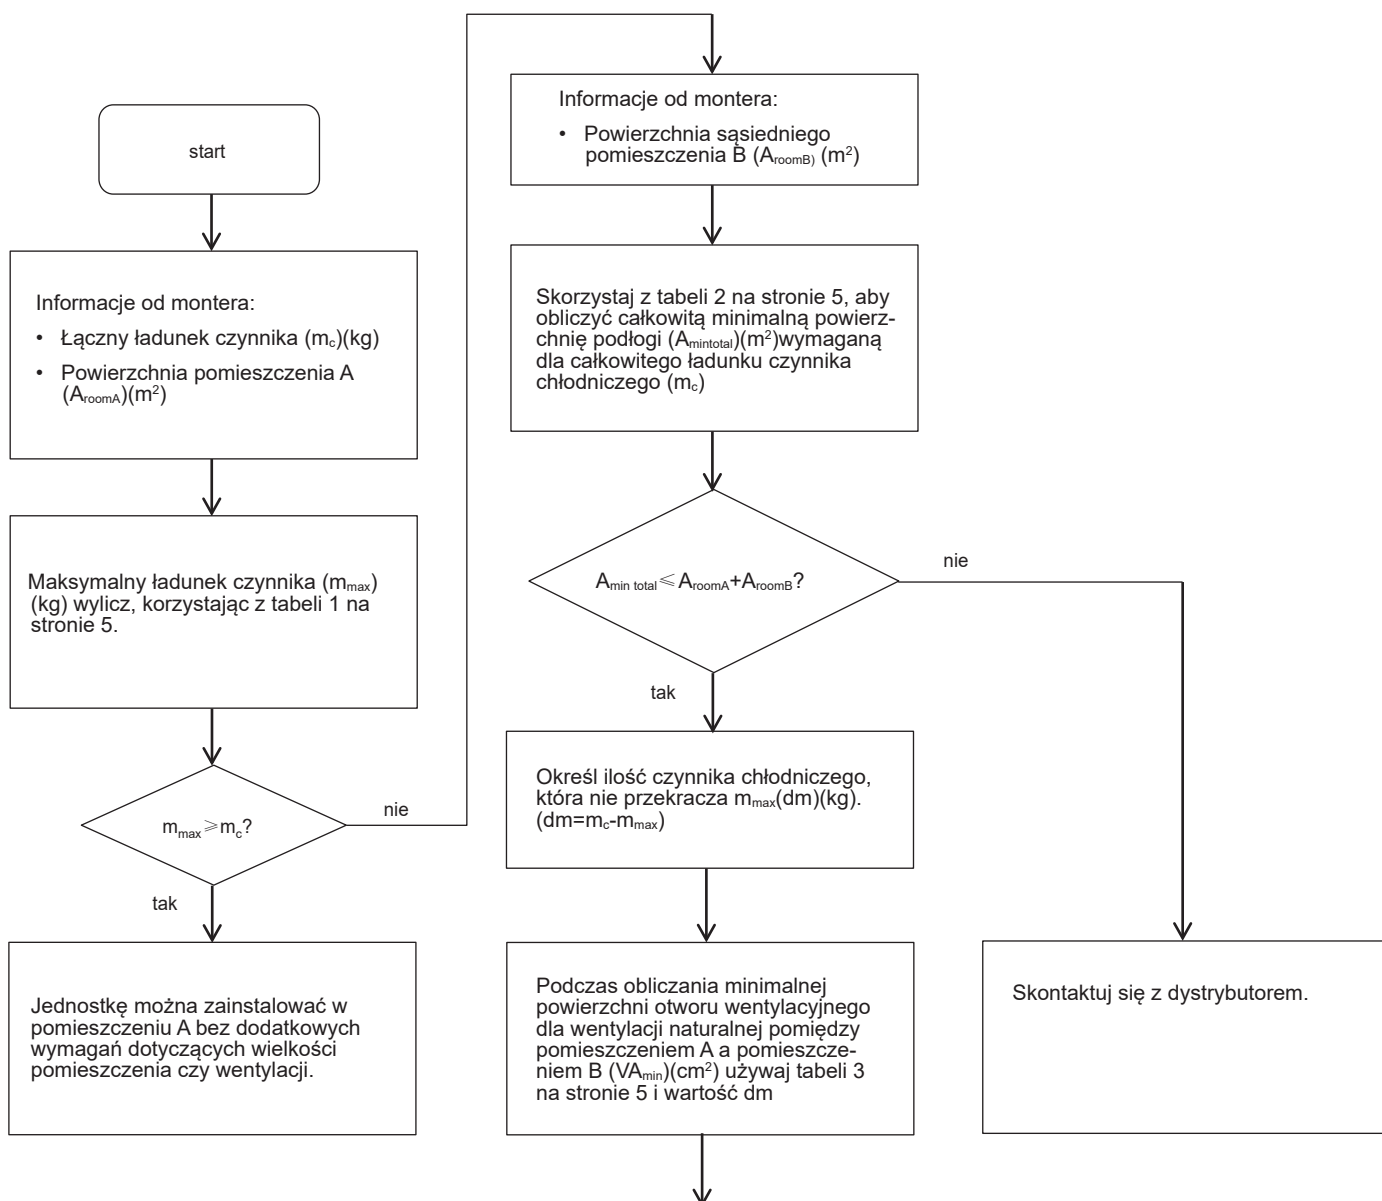 start
Informacje od montera:
• Łączny ładunek czynnika (mc)(kg)
• Powierzchnia pomieszczenia A
(AroomA)(m²)
Maksymalny ładunek czynnika (mmax)
(kg) wylicz, korzystając z tabeli 1 na
stronie 5.
mmax⩾mc?
nie
tak
Jednostkę można zainstalować w
pomieszczeniu A bez dodatkowych
wymagań dotyczących wielkości
pomieszczenia czy wentylacji.
Informacje od montera:
• Powierzchnia sąsiedniego
pomieszczenia B (AroomB) (m²)
Skorzystaj z tabeli 2 na stronie 5, aby
obliczyć całkowitą minimalną powierz-
chnię podłogi (Amintotal)(m²)wymaganą
dla całkowitego ładunku czynnika
chłodniczego (mc)
Amin total⩽AroomA+AroomB?
nie
tak
Określ ilość czynnika chłodniczego,
która nie przekracza mmax(dm)(kg).
(dm=mc-mmax)
Podczas obliczania minimalnej
powierzchni otworu wentylacyjnego
dla wentylacji naturalnej pomiędzy
pomieszczeniem A a pomieszcze-
niem B (VAmin)(cm²) używaj tabeli 3
na stronie 5 i wartość dm
Skontaktuj się z dystrybutorem.